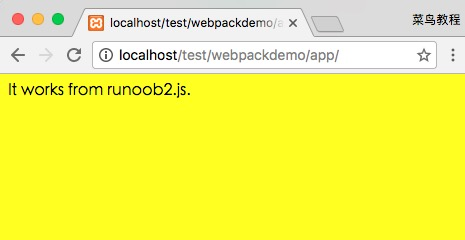 localhost/test/webpackdemo/a
菜鸟教程
localhost/test/webpackdemo/app/
It works from runoob2.js.